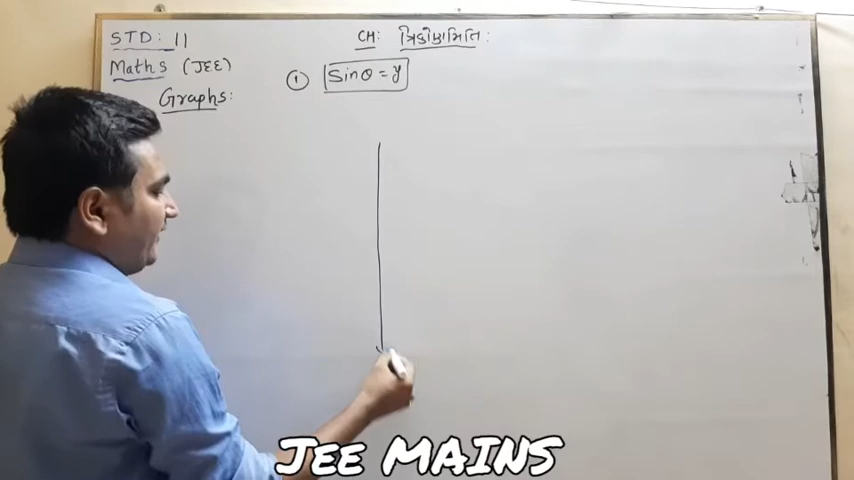 STD: 11
CH: ત્રિકોણમિતિ:
Maths (JEE)
① Sinθ = y
Graphs:
JEE MAINS